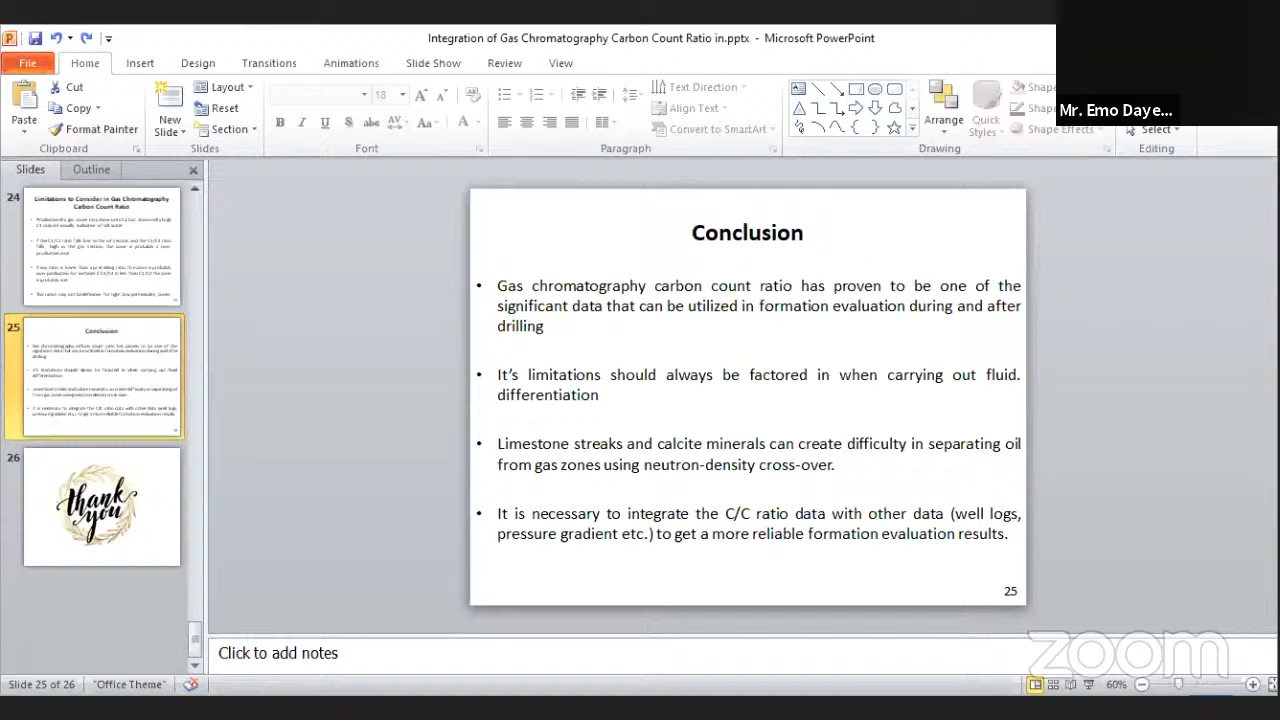 Integration of Gas Chromatography Carbon Count Ratio in.pptx - Microsoft PowerPoint
Mr. Emo Daye...
File Home Insert Design Transitions Animations Slide Show Review View
Cut
Copy
Format Painter
Paste
Clipboard
New
Slide
Layout
Reset
Section
Slides
18
Font
Text Direction
Align Text
Convert to SmartArt
Paragraph
Arrange
Quick
Styles
Shape Effects
Drawing
Select
Editing
Slides Outline
24
Limitations to Consider in Gas Chromatography
Carbon Count Ratio
25
Conclusion
26
thank
you
Conclusion
• Gas chromatography carbon count ratio has proven to be one of the
significant data that can be utilized in formation evaluation during and after
drilling
• It's limitations should always be factored in when carrying out fluid.
differentiation
• Limestone streaks and calcite minerals can create difficulty in separating oil
from gas zones using neutron-density cross-over.
• It is necessary to integrate the C/C ratio data with other data (well logs,
pressure gradient etc.) to get a more reliable formation evaluation results.
25
Click to add notes
zoom
Slide 25 of 26 "Office Theme" 60%